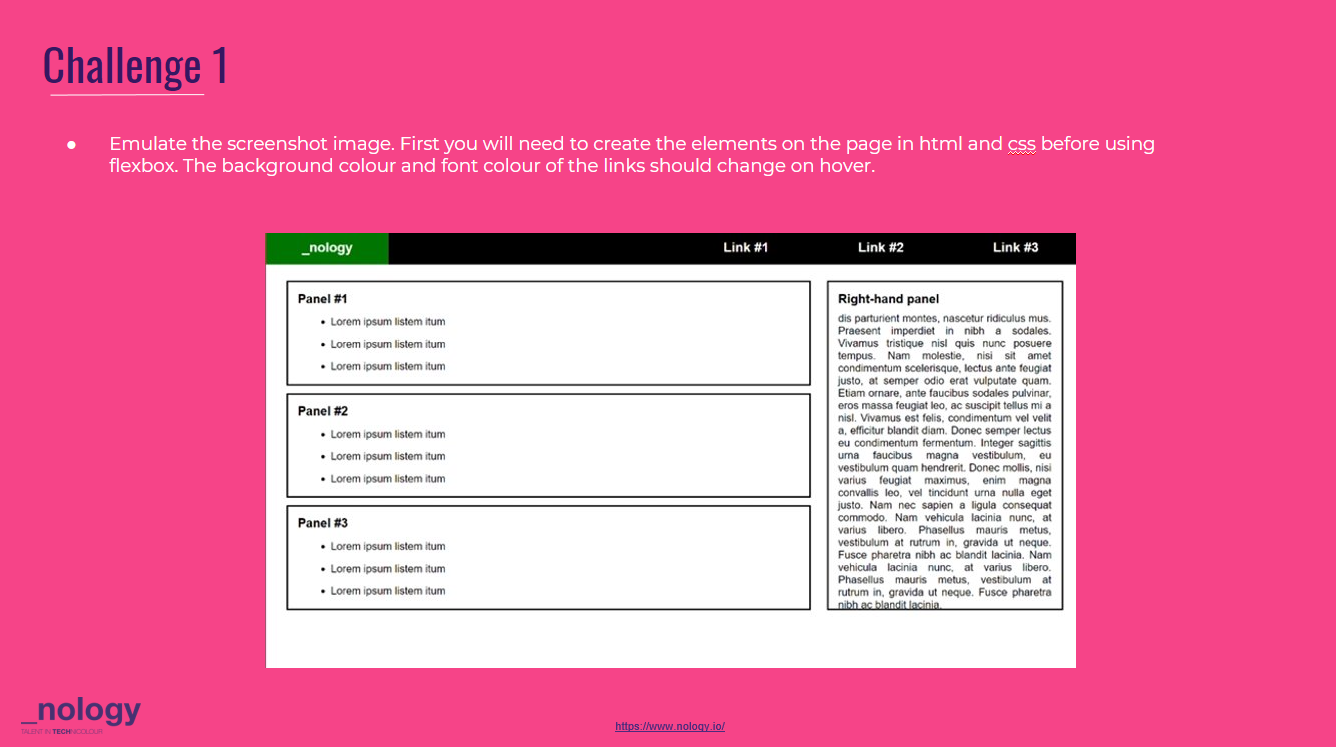 Challenge 1
● Emulate the screenshot image. First you will need to create the elements on the page in html and css before using
flexbox. The background colour and font colour of the links should change on hover.
_nology
Link #1
Link #2
Link #3
Panel #1
• Lorem ipsum listem itum
• Lorem ipsum listem itum
• Lorem ipsum listem itum
Panel #2
• Lorem ipsum listem itum
• Lorem ipsum listem itum
• Lorem ipsum listem itum
Panel #3
• Lorem ipsum listem itum
• Lorem ipsum listem itum
• Lorem ipsum listem itum
Right-hand panel
dis parturient montes, nascetur ridiculus mus.
Praesent imperdiet in nibh a sodales.
Vivamus tristique nisl quis nunc posuere
tempus. Nam molestie, nisi sit amet
condimentum scelerisque, lectus ante feugiat
justo, at semper odio erat vulputate quam.
Etiam ornare, ante faucibus sodales pulvinar,
eros massa feugiat leo, ac suscipit tellus mi a
nisl. Vivamus est felis, condimentum vel velit
a, efficitur blandit diam. Donec semper lectus
eu condimentum fermentum. Integer sagittis
urna faucibus magna vestibulum, eu
vestibulum quam hendrerit. Donec mollis, nisi
varius feugiat maximus, enim magna
convallis leo, vel tincidunt urna nulla eget
justo. Nam nec sapien a ligula consequat
commodo. Nam vehicula lacinia nunc, at
varius libero. Phasellus mauris metus,
vestibulum at rutrum in, gravida ut neque.
Fusce pharetra nibh ac blandit lacinia. Nam
vehicula lacinia nunc, at varius libero.
Phasellus mauris metus, vestibulum at
rutrum in, gravida ut neque. Fusce pharetra
nibh ac blandit lacinia.
_nology
TALENT IN TECHNICOLOUR
https://www.nology.io/